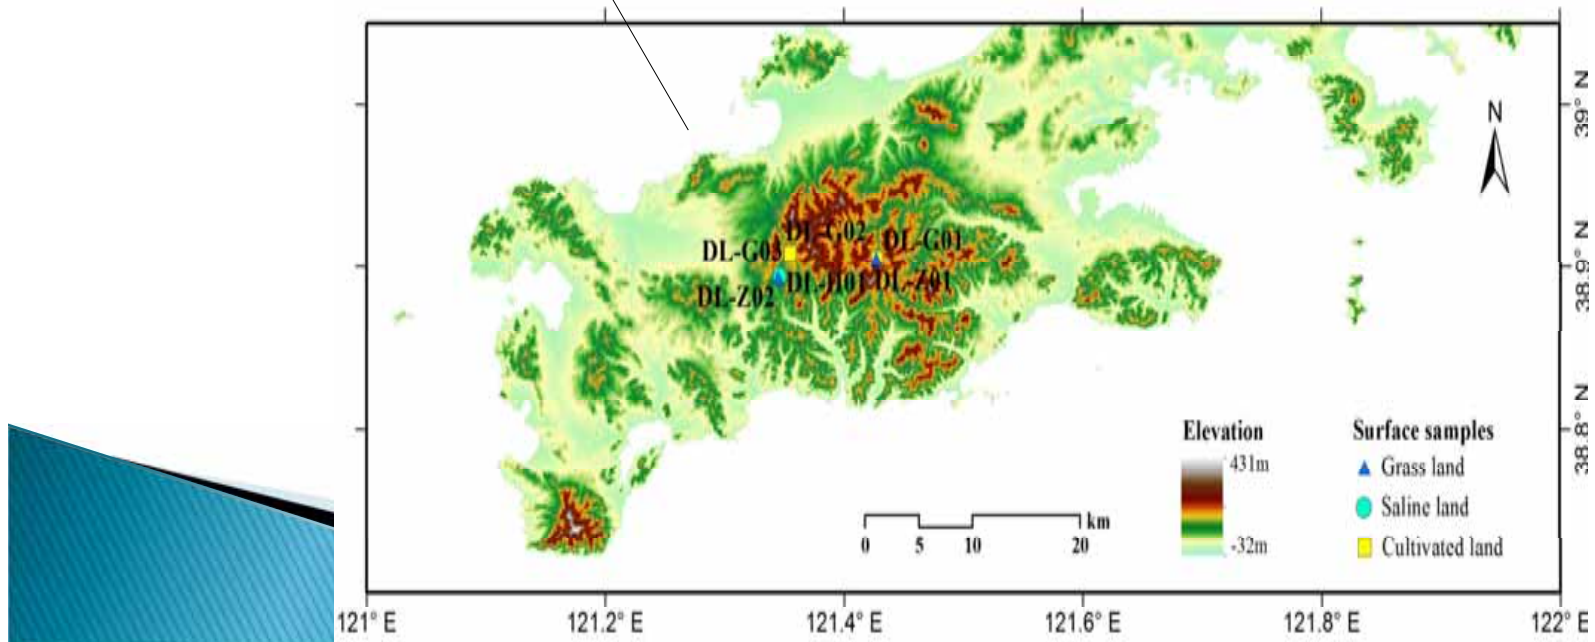 N
39° N
DL-G02
DL-G01
DL-G03
38.9° N
DL-H01
DL-Z01
DL-Z02
38.8° N
Elevation
431m
-32m
Surface samples
Grass land
Saline land
Cultivated land
km
0 5 10 20
121° E 121.2° E 121.4° E 121.6° E 121.8° E 122° E